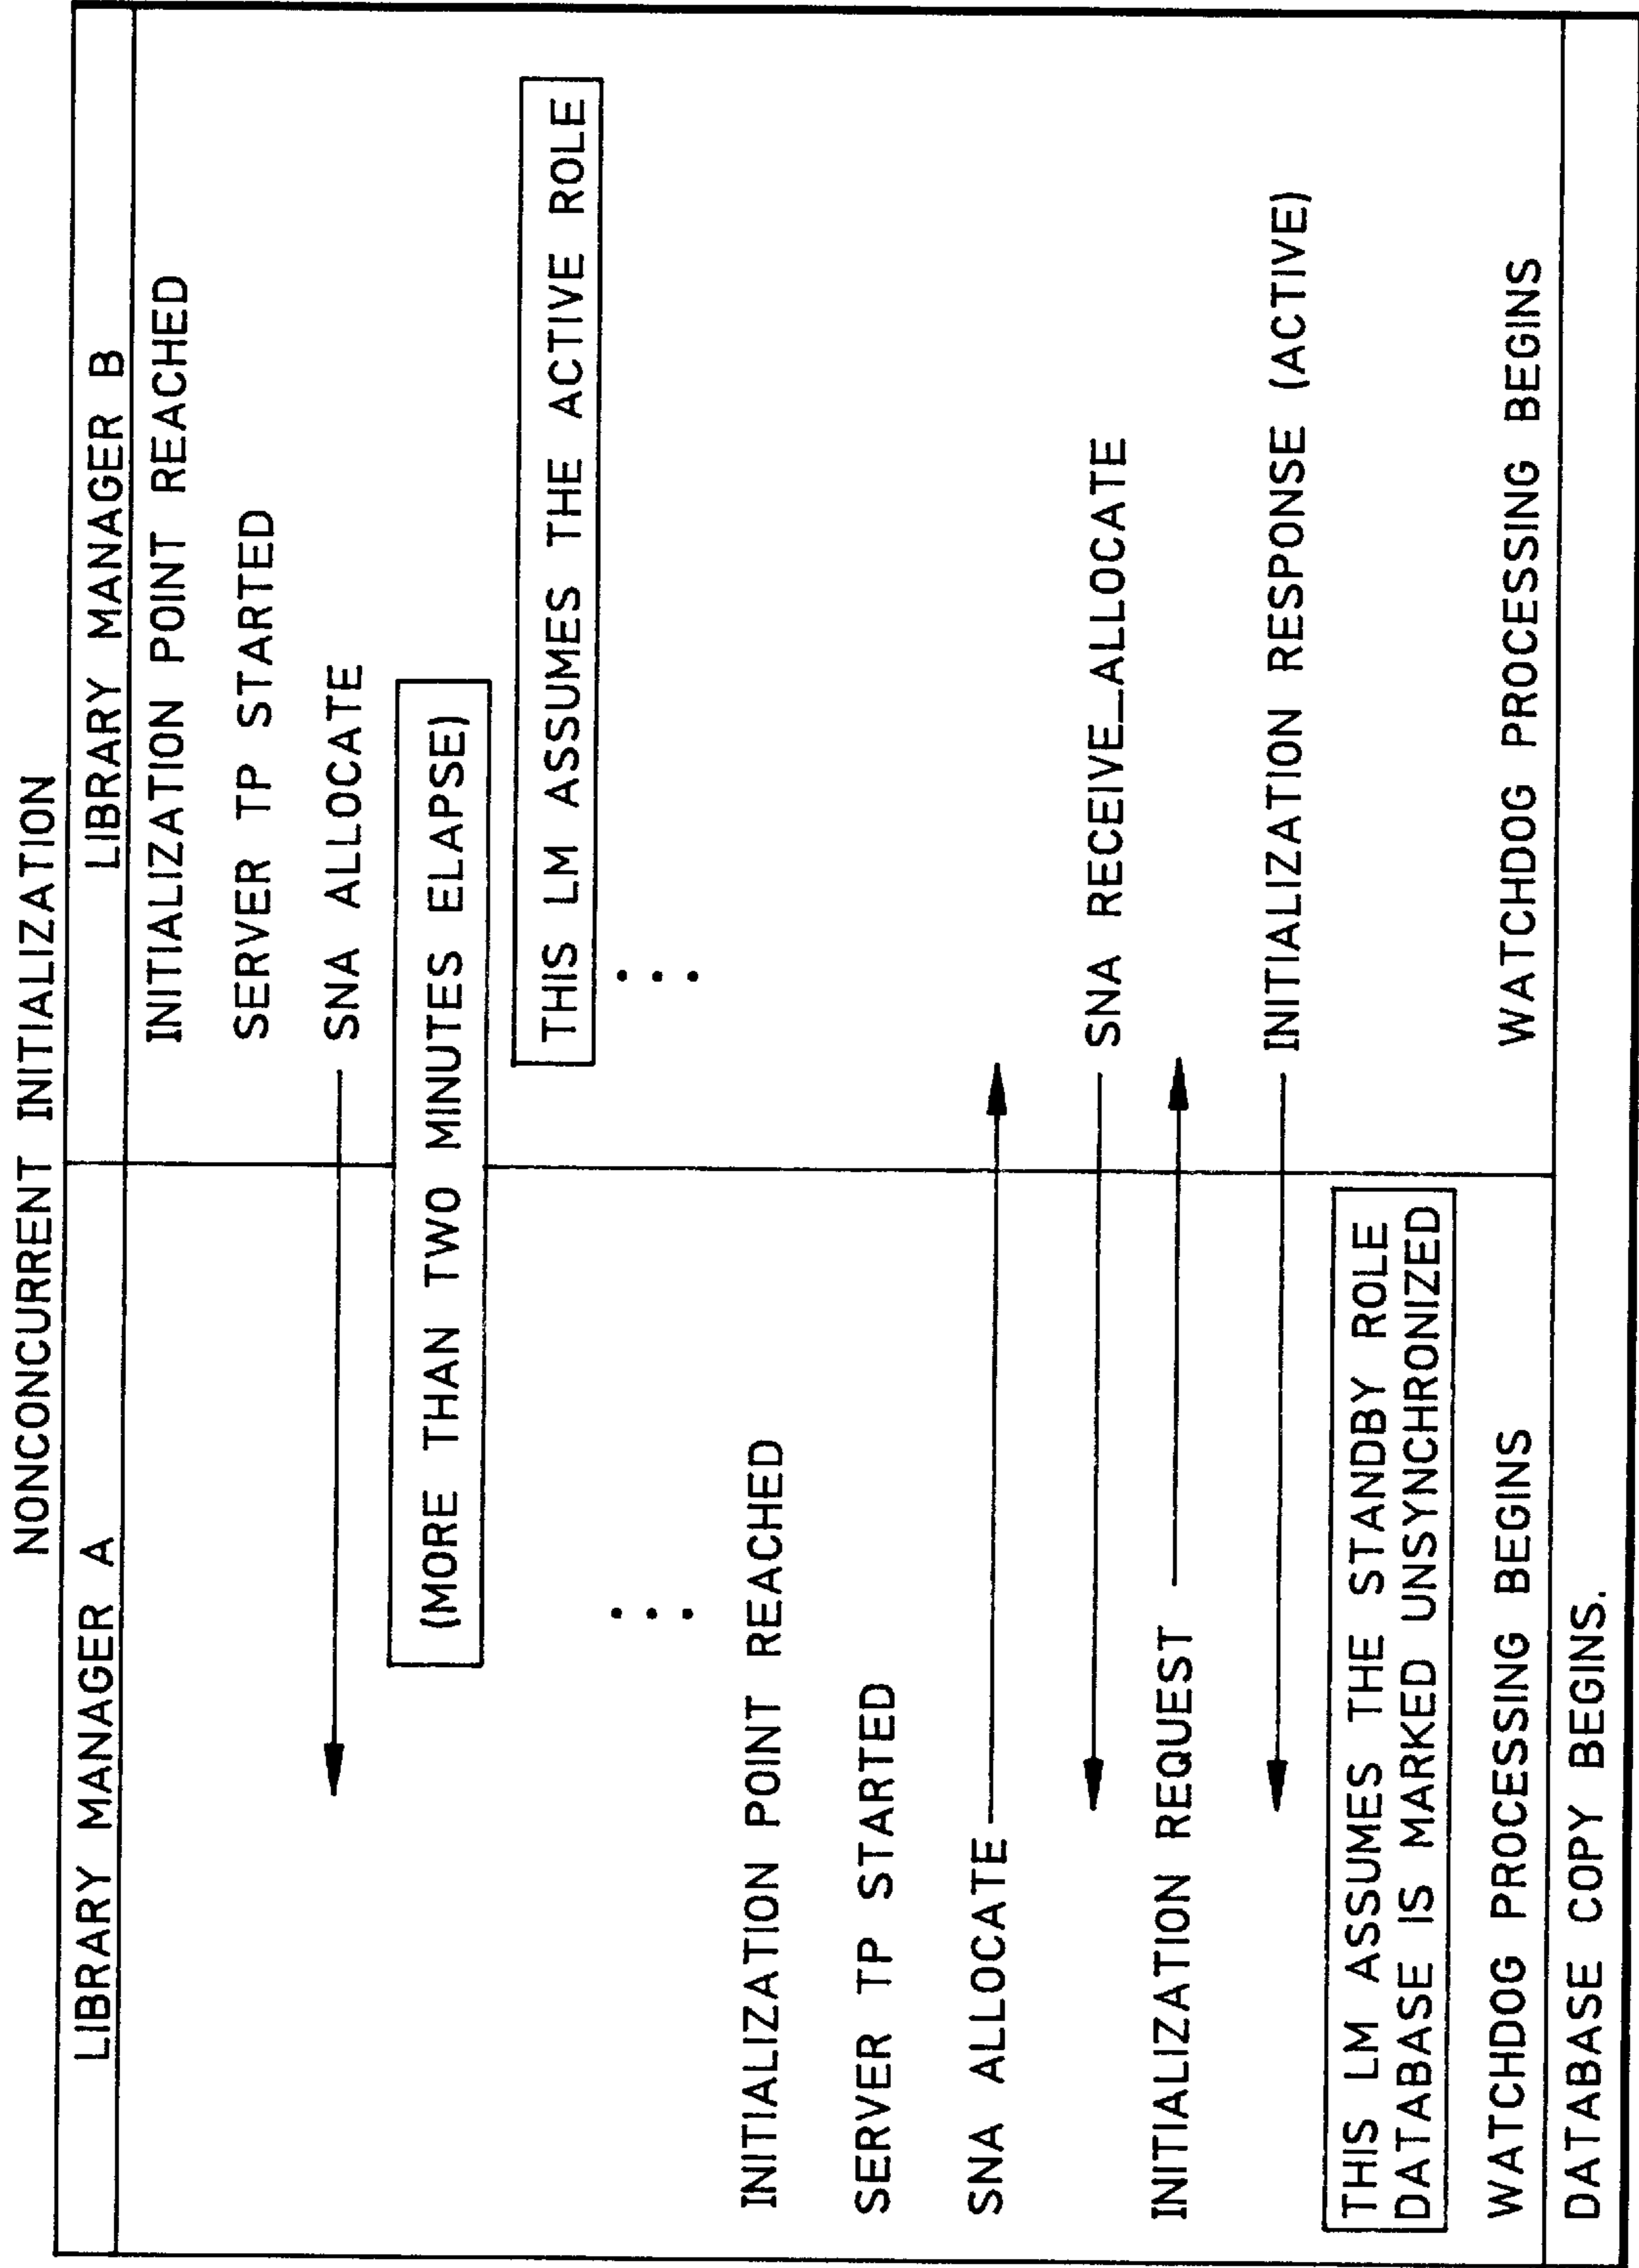 NONCONCURRENT INITIALIZATION
LIBRARY MANAGER A
LIBRARY MANAGER B
INITIALIZATION POINT REACHED
SERVER TP STARTED
SNA ALLOCATE
(MORE THAN TWO MINUTES ELAPSE)
THIS LM ASSUMES THE ACTIVE ROLE
...
...
INITIALIZATION POINT REACHED
SERVER TP STARTED
SNA ALLOCATE
SNA RECEIVE_ALLOCATE
INITIALIZATION REQUEST
INITIALIZATION RESPONSE (ACTIVE)
THIS LM ASSUMES THE STANDBY ROLE
DATABASE IS MARKED UNSYNCHRONIZED
WATCHDOG PROCESSING BEGINS
WATCHDOG PROCESSING BEGINS
DATABASE COPY BEGINS.